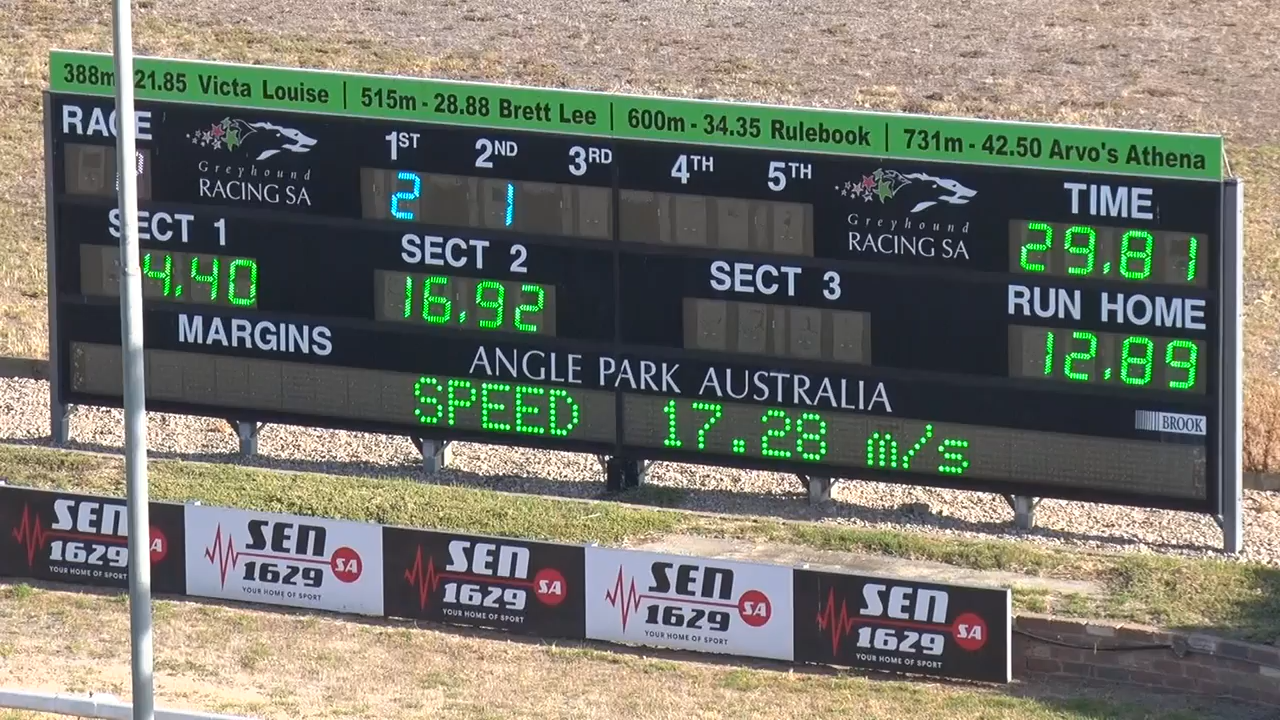 388m 21.85 Victa Louise | 515m - 28.88 Brett Lee | 600m - 34.35 Rulebook | 731m - 42.50 Arvo's Athena
RACE
Greyhound
RACING SA
1ST 2ND 3RD 4TH 5TH
2 1
Greyhound
RACING SA
TIME
29.81
SECT 1
4.40
SECT 2
16.92
SECT 3
RUN HOME
12.89
MARGINS
ANGLE PARK AUSTRALIA
BROOK
SPEED 17.28 m/s
SEN
1629
SA
YOUR HOME OF SPORT
SEN
1629
SA
YOUR HOME OF SPORT
SEN
1629
SA
YOUR HOME OF SPORT
SEN
1629
SA
YOUR HOME OF SPORT
SEN
1629
SA
YOUR HOME OF SPORT